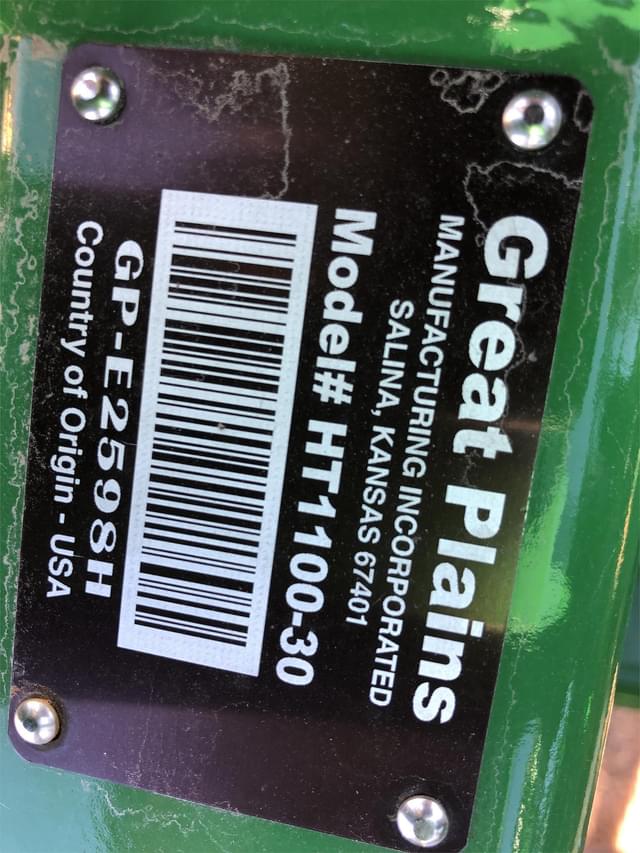 Great Plains
MANUFACTURING INCORPORATED
SALINA, KANSAS 67401
Model# HT1100-30
GP-E2598H
Country of Origin - USA